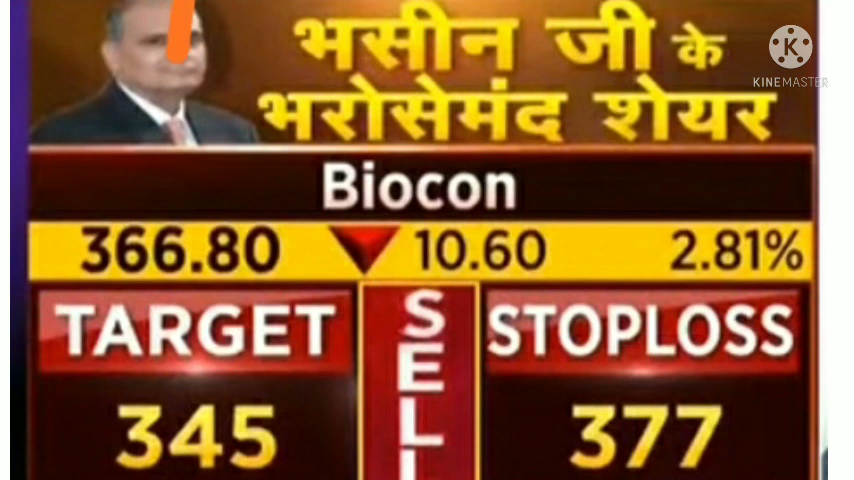 भसीन जी के
भरोसेमंद शेयर
KINEMASTER
Biocon
366.80 ▼ 10.60 2.81%
TARGET
SELL
STOPLOSS
345
377